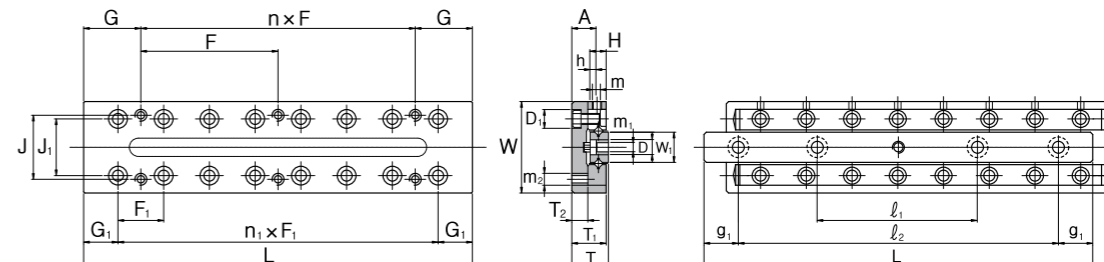 G n×F G
F
J J₁
F₁
G₁ n₁×F₁ G₁
L
A
H
h m
D₁ m₁
W D W₁
m₂
T₂
T₁
T
ℓ₁
g₁ ℓ₂ g₁
L